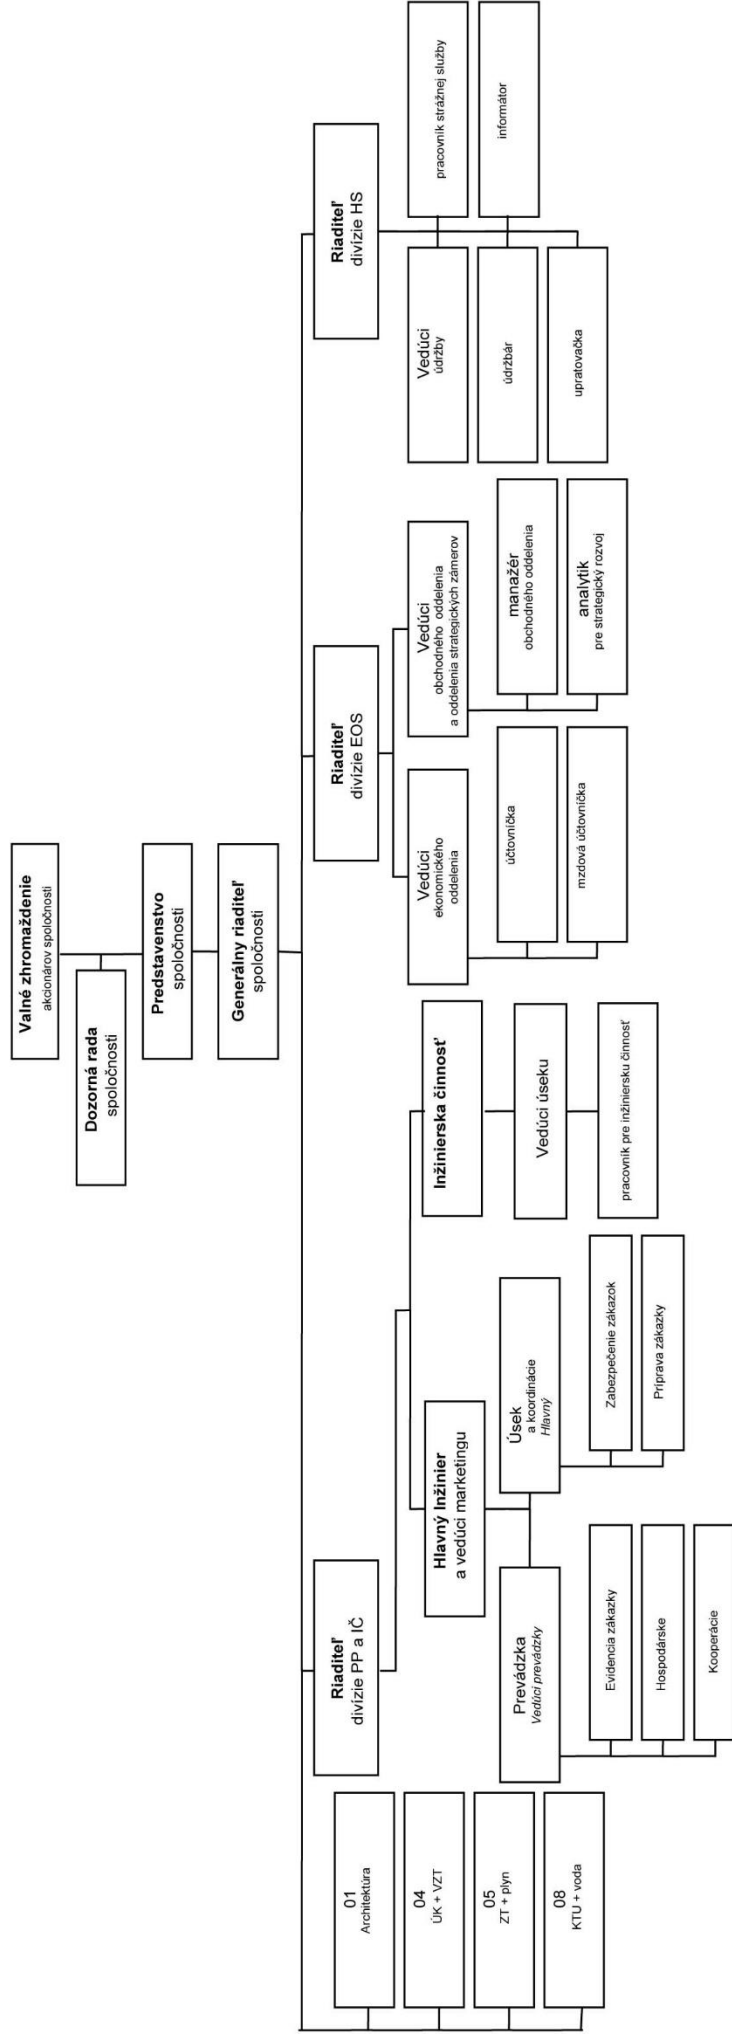 Valné zhromaždenie
akcionárov spoločnosti
Dozorná rada
spoločnosti
Predstavenstvo
spoločnosti
Generálny riaditeľ
spoločnosti
Riaditeľ
divízie PP a IČ
Riaditeľ
divízie EOS
Riaditeľ
divízie HS
01
Architektúra
04
ÚK + VZT
05
ZT + plyn
08
KTU + voda
Hlavný Inžinier
a vedúci marketingu
Inžinierska činnosť
Prevádzka
Vedúci prevádzky
Úsek
a koordinácie
Hlavný
Evidencia zákazky
Hospodárske
Kooperácie
Zabezpečenie zákazok
Príprava zákazky
Vedúci úseku
pracovník pre inžiniersku činnosť
Vedúci
ekonomického
oddelenia
účtovníčka
mzdová účtovníčka
Vedúci
obchodného oddelenia
a oddelenia strategických zámerov
manažér
obchodného oddelenia
analytik
pre strategický rozvoj
Vedúci
údržby
údržbár
upratovačka
pracovník strážnej služby
informátor